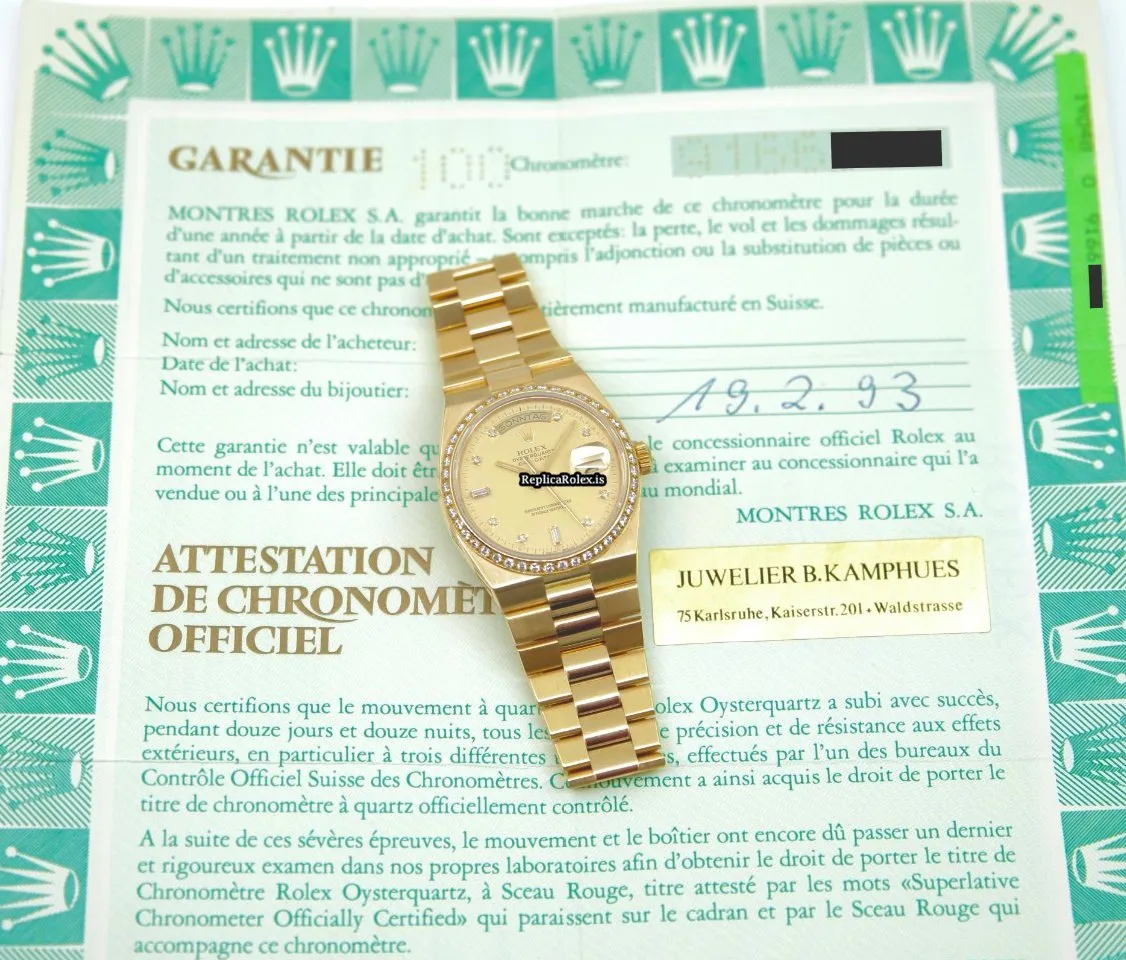 GARANTIE 100 Chronomètre:
MONTRES ROLEX S.A. garantit la bonne marche de ce chronomètre pour la durée
d'une année à partir de la date d'achat. Sont exceptés: la perte, le vol et les dommages résul-
tant d'un traitement non approprié – compris l'adjonction ou la substitution de pièces ou
d'accessoires qui ne sont pas d'
Nous certifions que ce chronom tièrement manufacturé en Suisse.
Nom et adresse de l'acheteur:
Date de l'achat:
Nom et adresse du bijoutier:
19.2.93
Cette garantie n'est valable qu le concessionnaire officiel Rolex au
moment de l'achat. Elle doit êtr examiner au concessionnaire qui l'a
vendue ou à l'une des principale au mondial.
MONTRES ROLEX S.A.
SONNTAG
ROLEX
OYSTERQUARTZ
ReplicaRolex.is
JUWELIER B.KAMPHUES
75 Karlsruhe, Kaiserstr. 201 + Waldstrasse
ATTESTATION
DE CHRONOMÈT
OFFICIEL
Nous certifions que le mouvement à quar olex Oysterquartz a subi avec succès,
pendant douze jours et douze nuits, tous les e précision et de résistance aux effets
extérieurs, en particulier à trois différentes s, effectués par l'un des bureaux du
Contrôle Officiel Suisse des Chronomètres. C mouvement a ainsi acquis le droit de porter le
titre de chronomètre à quartz officiellement contrôlé.
A la suite de ces sévères épreuves, le mouvement et le boîtier ont encore dû passer un dernier
et rigoureux examen dans nos propres laboratoires afin d'obtenir le droit de porter le titre de
Chronomètre Rolex Oysterquartz, à Sceau Rouge, titre attesté par les mots «Superlative
Chronometer Officially Certified» qui paraissent sur le cadran et par le Sceau Rouge qui
accompagne ce chronomètre.